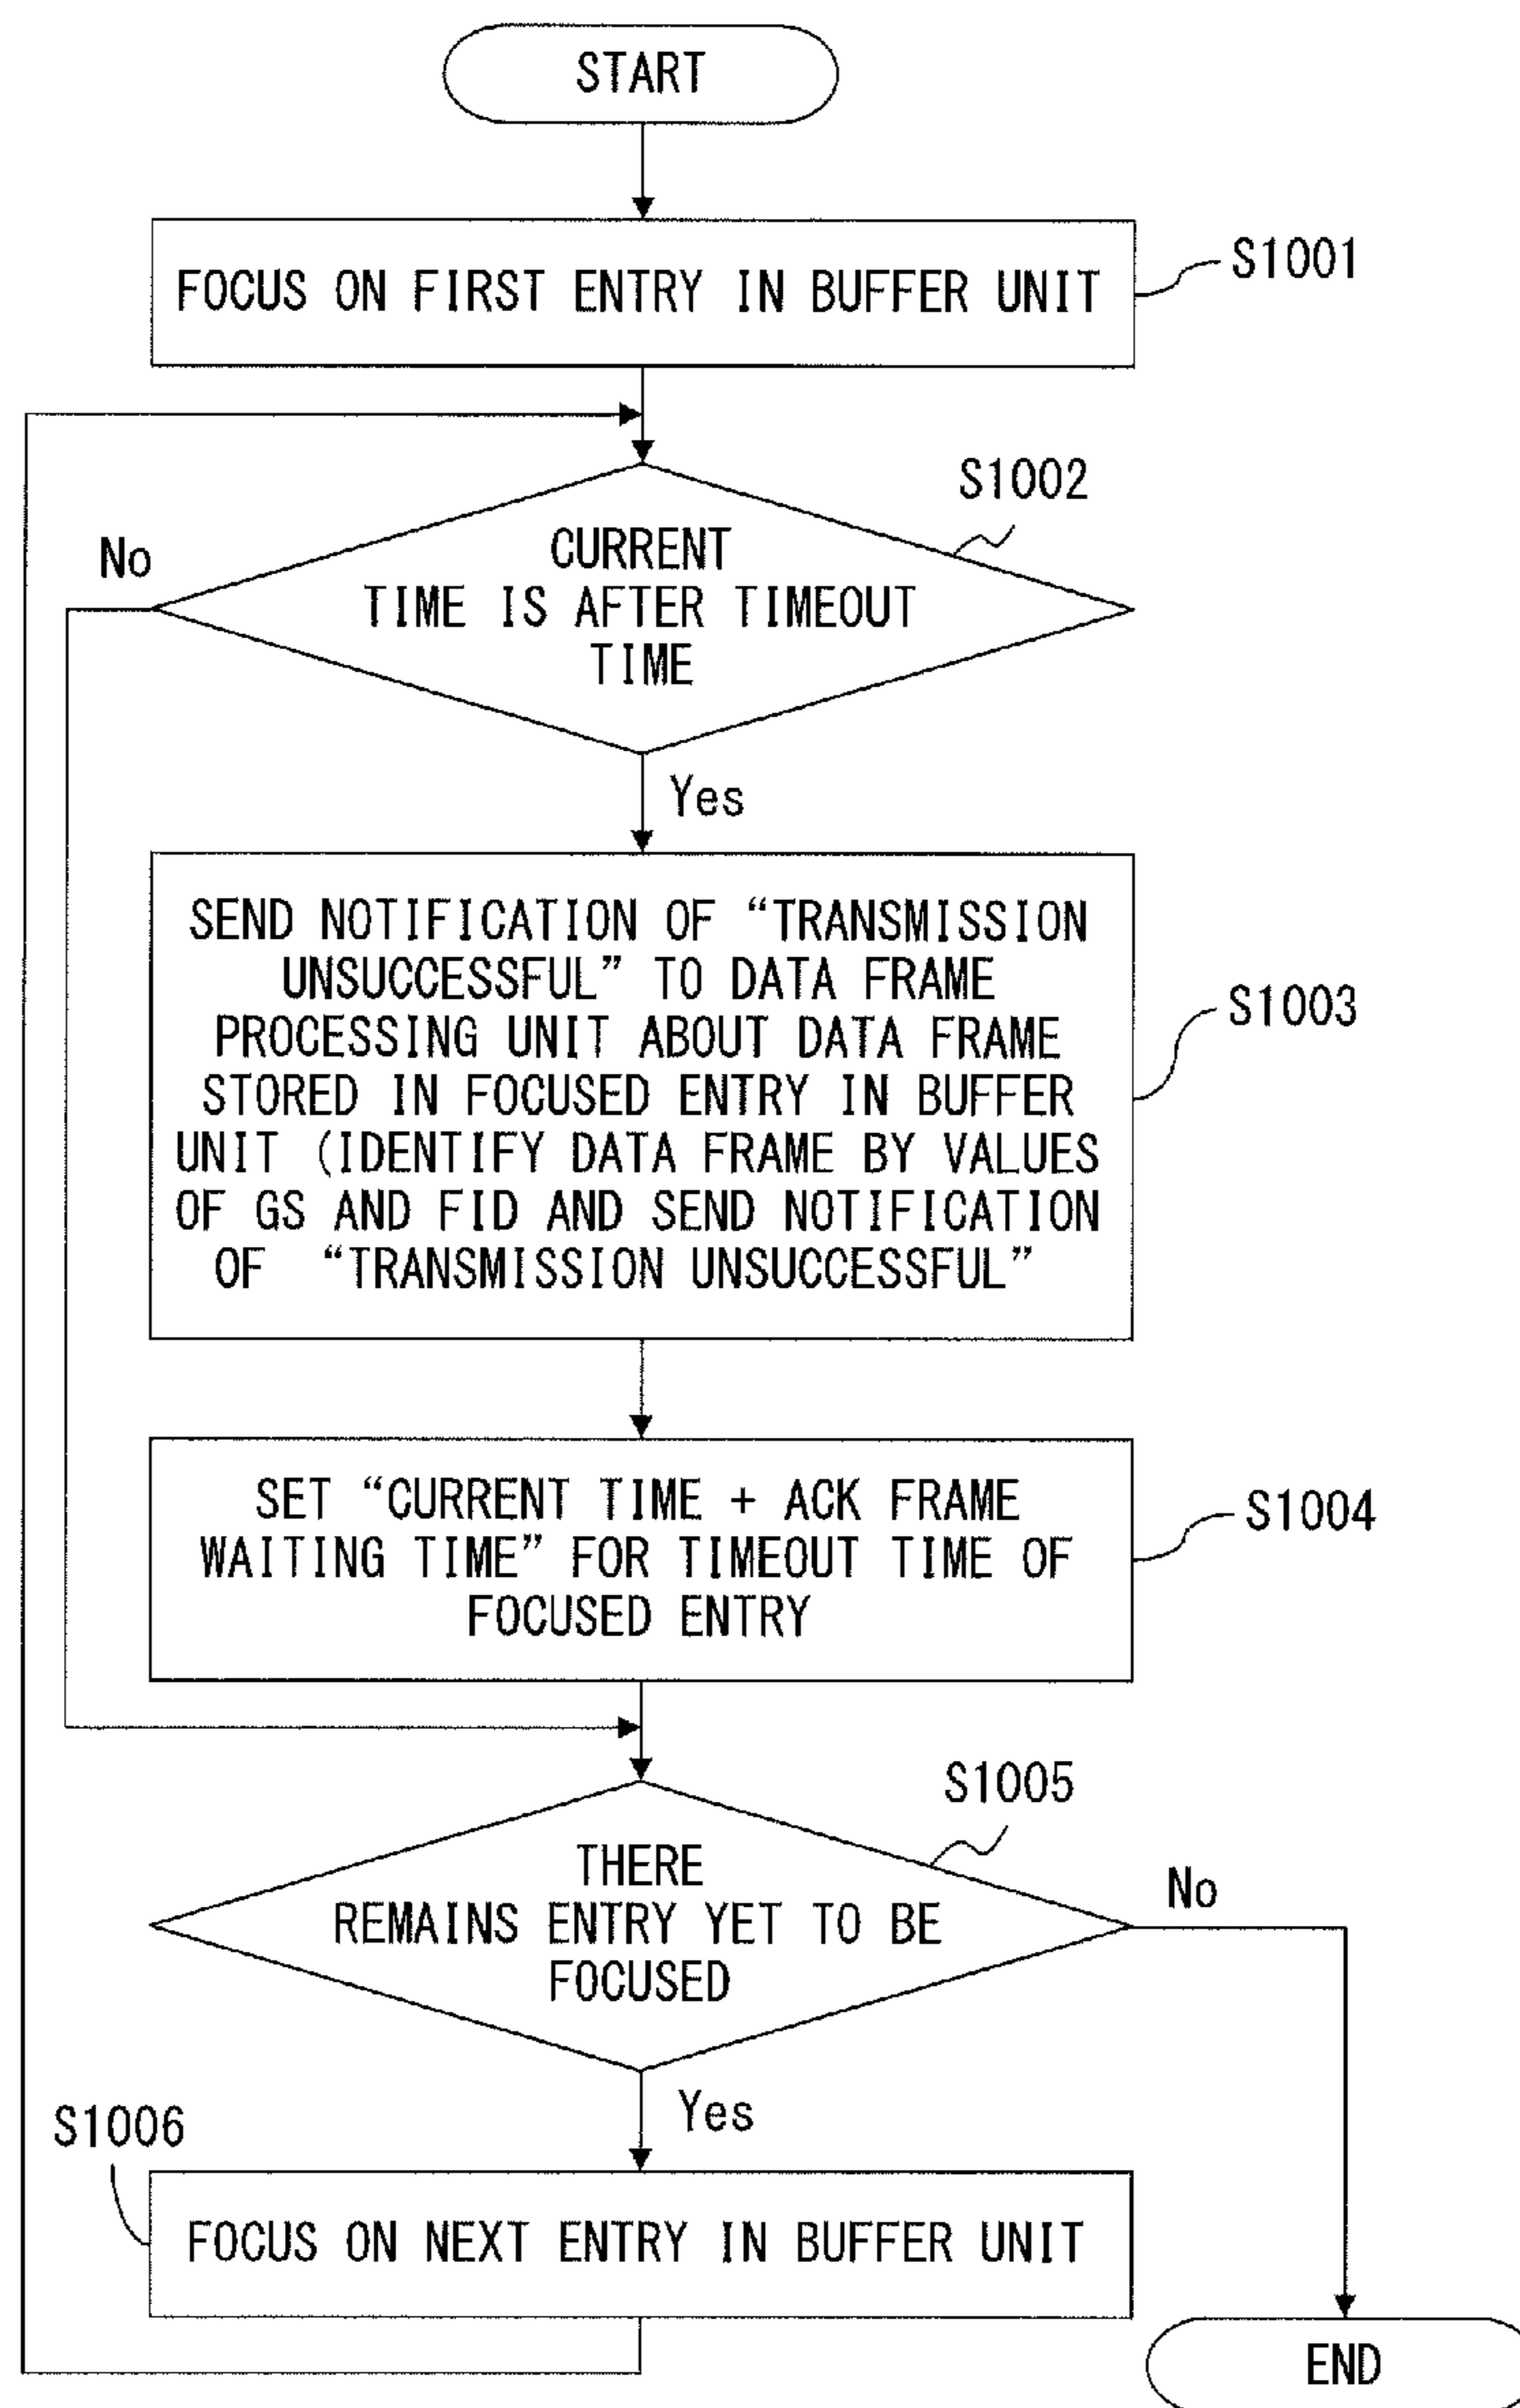 START
FOCUS ON FIRST ENTRY IN BUFFER UNIT
S1001
S1002
CURRENT
TIME IS AFTER TIMEOUT
TIME
No
Yes
SEND NOTIFICATION OF “TRANSMISSION
UNSUCCESSFUL” TO DATA FRAME
PROCESSING UNIT ABOUT DATA FRAME
STORED IN FOCUSED ENTRY IN BUFFER
UNIT (IDENTIFY DATA FRAME BY VALUES
OF GS AND FID AND SEND NOTIFICATION
OF “TRANSMISSION UNSUCCESSFUL”
S1003
SET “CURRENT TIME + ACK FRAME
WAITING TIME” FOR TIMEOUT TIME OF
FOCUSED ENTRY
S1004
S1005
THERE
REMAINS ENTRY YET TO BE
FOCUSED
No
Yes
S1006
FOCUS ON NEXT ENTRY IN BUFFER UNIT
END